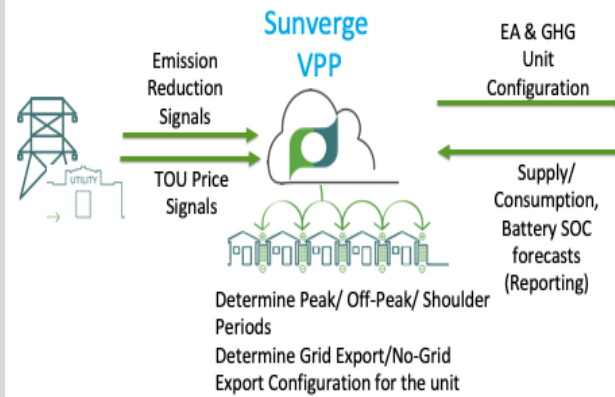 Sunverge
VPP
Emission
Reduction
Signals
TOU Price
Signals
UTILITY
EA & GHG
Unit
Configuration
Supply/
Consumption,
Battery SOC
forecasts
(Reporting)
Determine Peak/ Off-Peak/ Shoulder
Periods
Determine Grid Export/No-Grid
Export Configuration for the unit